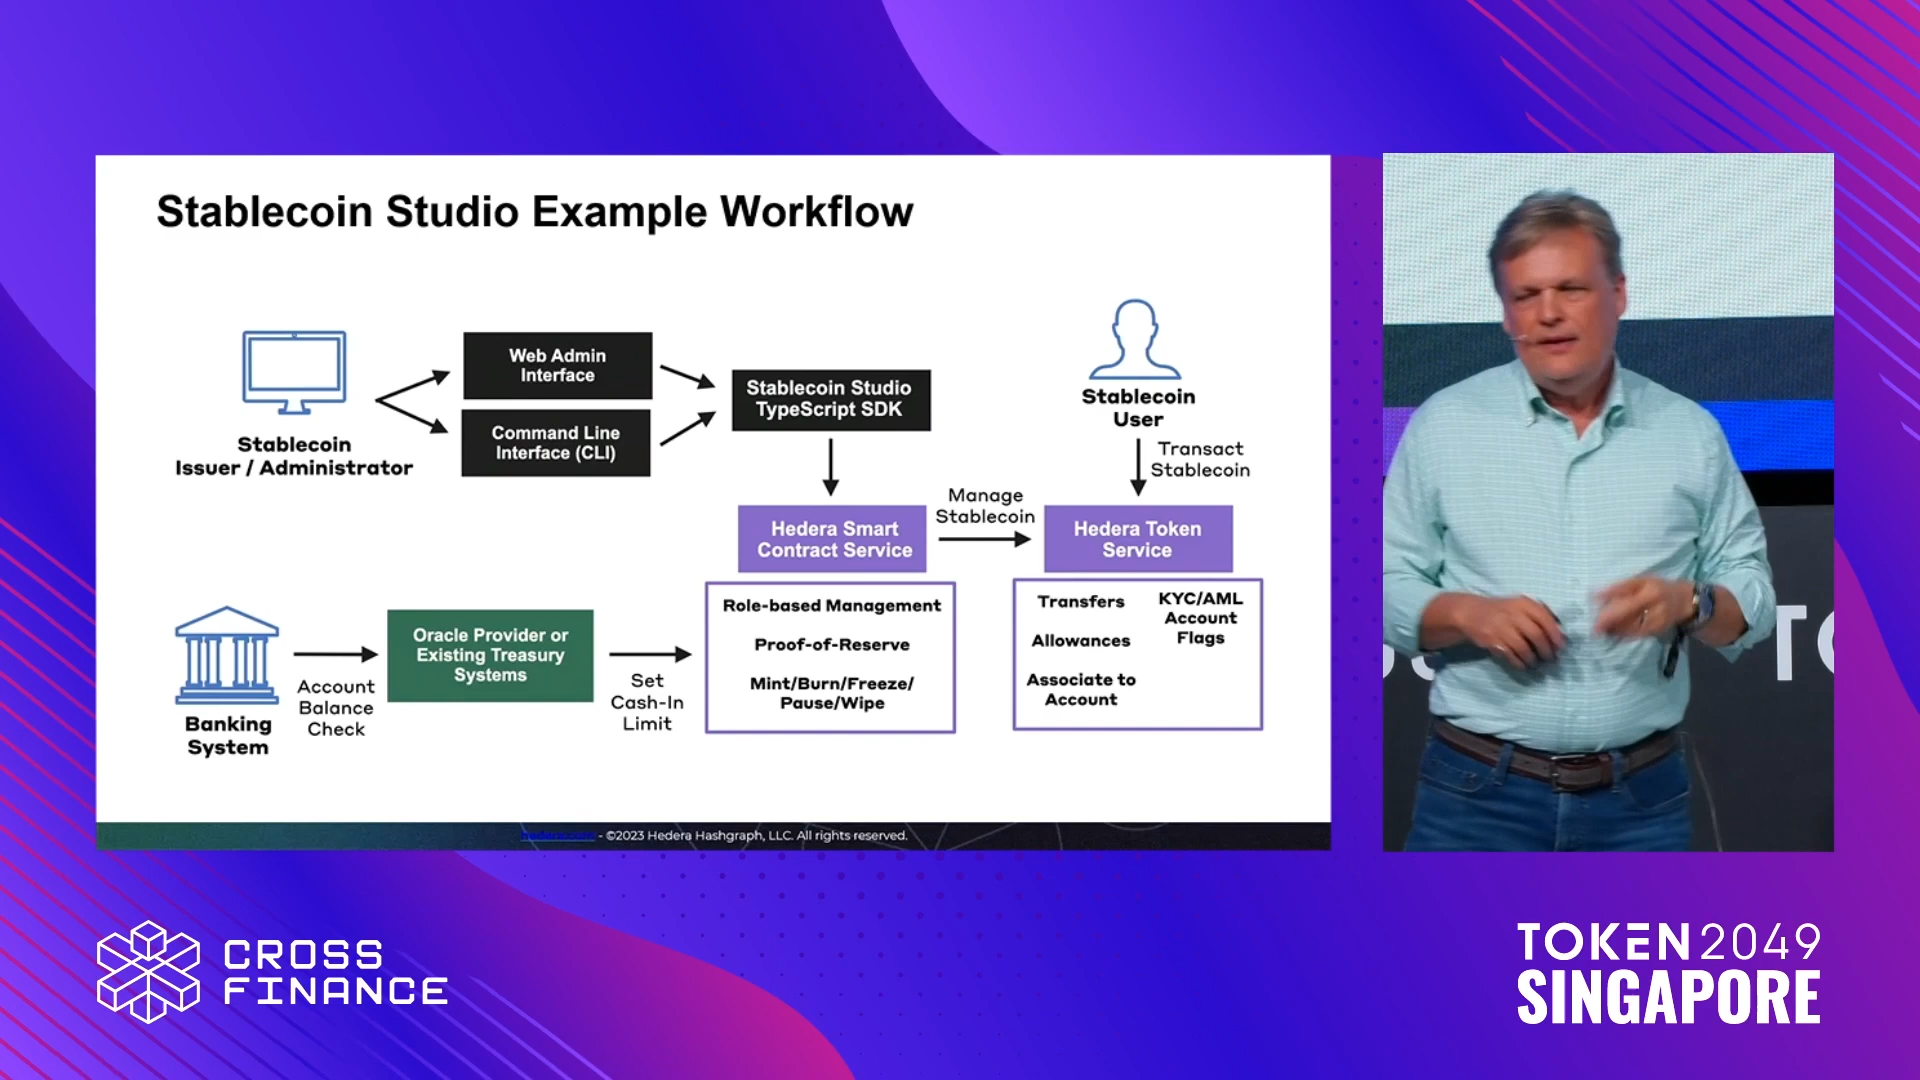 Stablecoin Studio Example Workflow
Web Admin
Interface
Command Line
Interface (CLI)
Stablecoin
Issuer / Administrator
Stablecoin Studio
TypeScript SDK
Stablecoin
User
Transact
Stablecoin
Manage
Stablecoin
Hedera Smart
Contract Service
Hedera Token
Service
Role-based Management
Proof-of-Reserve
Mint/Burn/Freeze/
Pause/Wipe
Transfers
Allowances
Associate to
Account
KYC/AML
Account
Flags
Banking
System
Account
Balance
Check
Oracle Provider or
Existing Treasury
Systems
Set
Cash-In
Limit
- ©2023 Hedera Hashgraph, LLC. All rights reserved.
CROSS
FINANCE
TOKEN2049
SINGAPORE